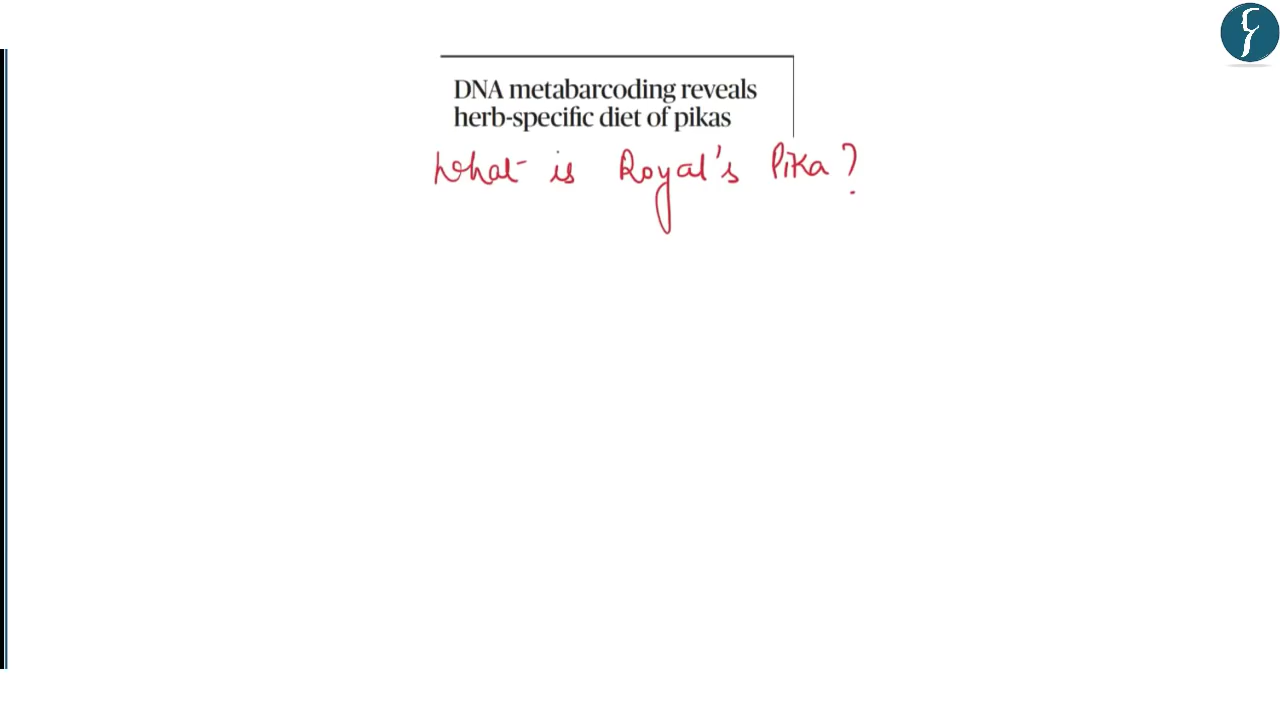 DNA metabarcoding reveals
herb-specific diet of pikas
What is Royal's Pika?